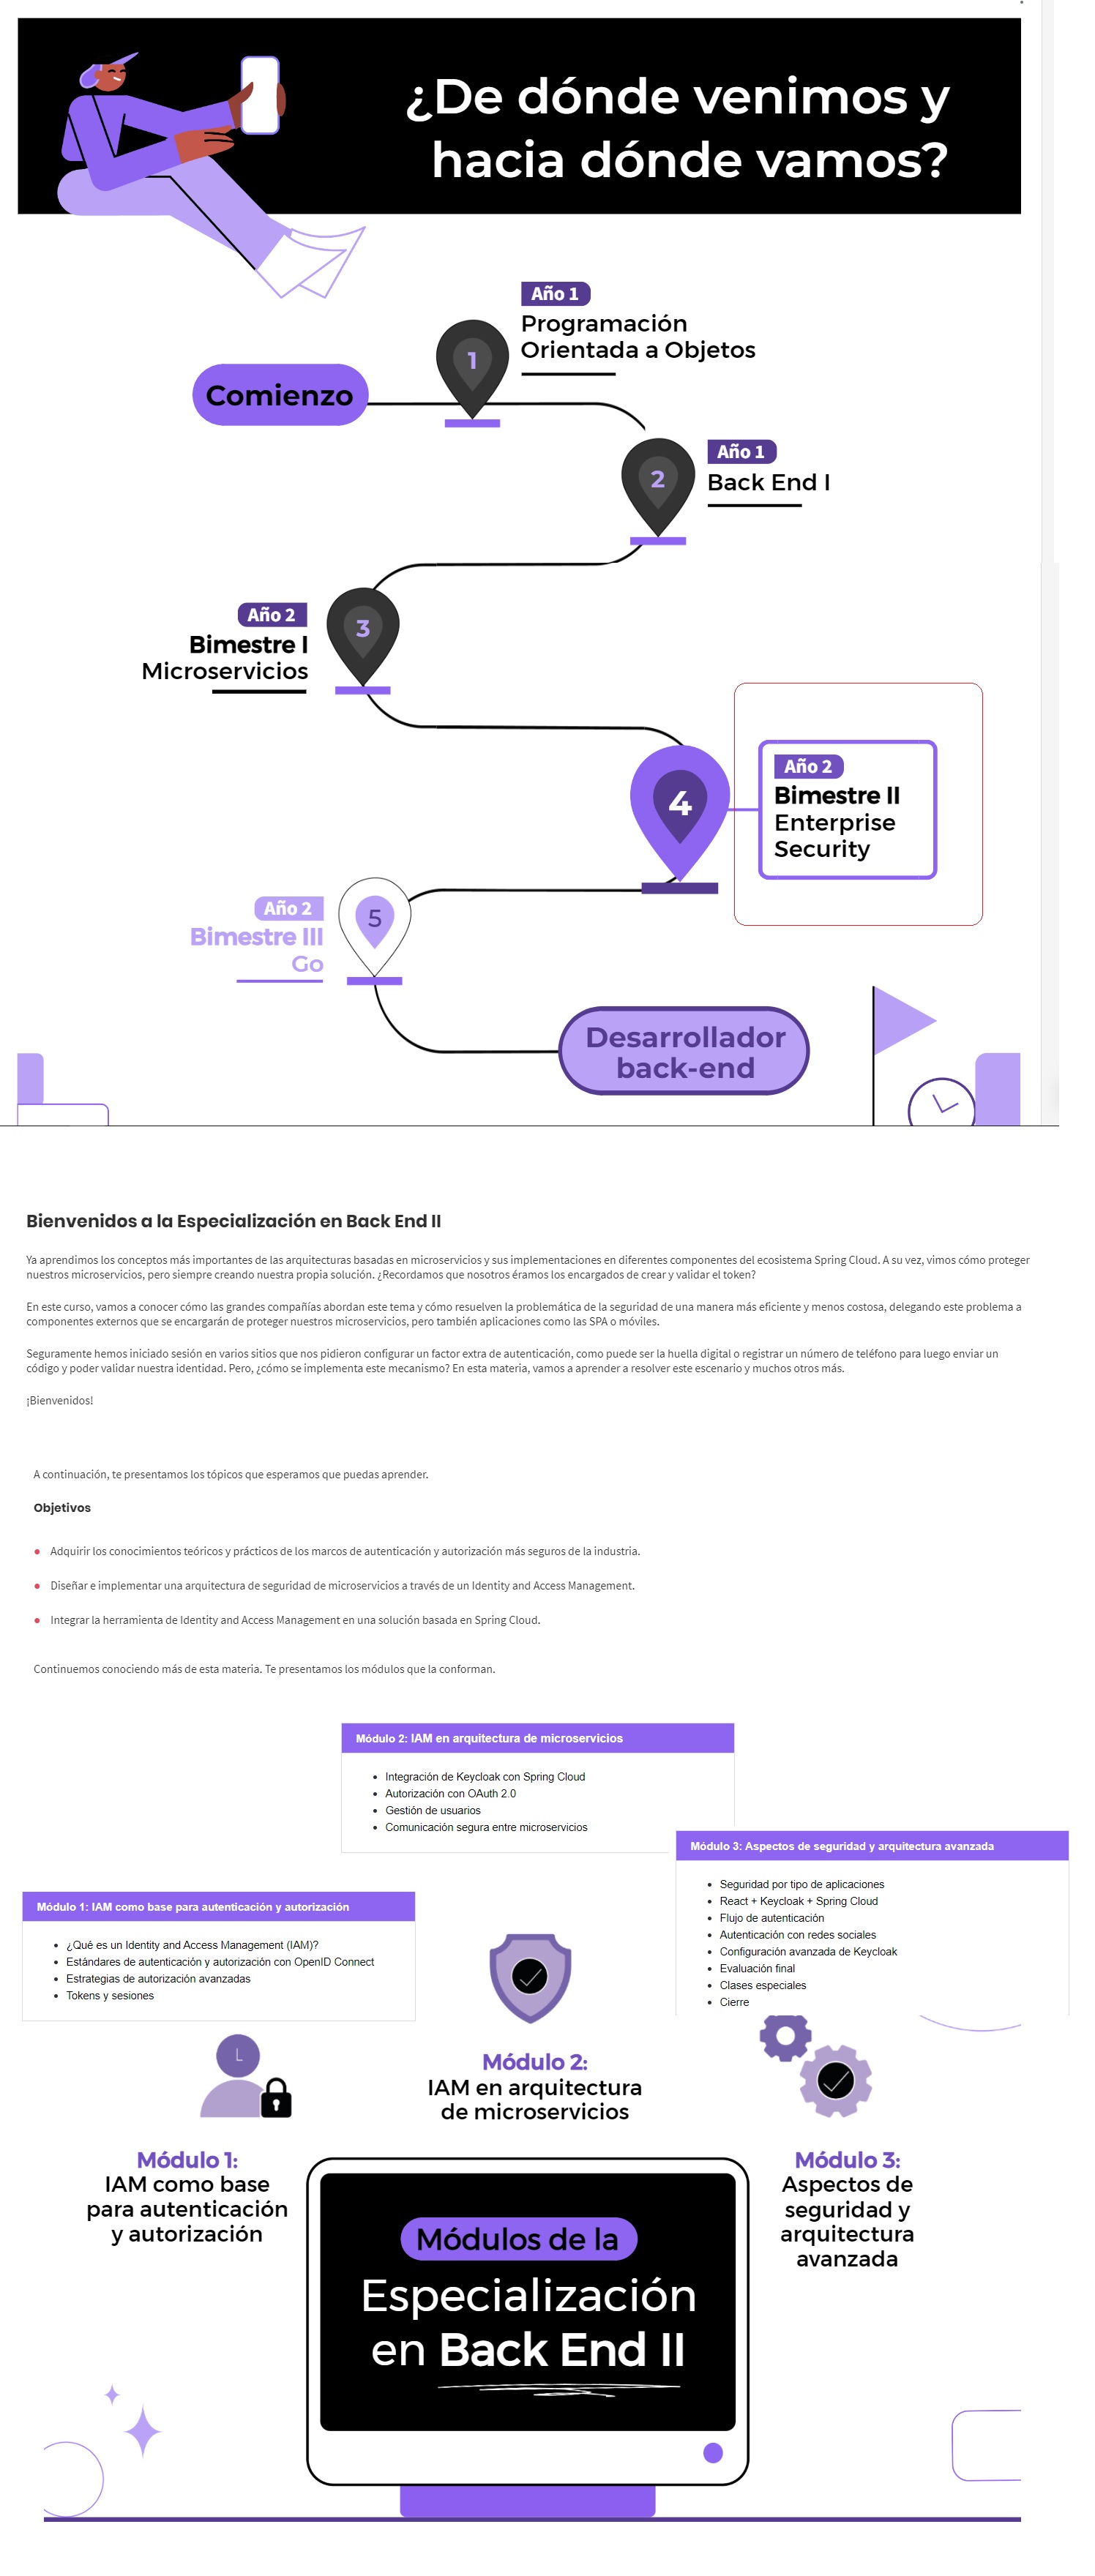 ¿De dónde venimos y
hacia dónde vamos?
Comienzo
1
Año 1
Programación
Orientada a Objetos
2
Año 1
Back End I
Año 2
Bimestre I
Microservicios
3
4
Año 2
Bimestre II
Enterprise
Security
Año 2
Bimestre III
Go
5
Desarrollador
back-end
Bienvenidos a la Especialización en Back End II
Ya aprendimos los conceptos más importantes de las arquitecturas basadas en microservicios y sus implementaciones en diferentes componentes del ecosistema Spring Cloud. A su vez, vimos cómo proteger
nuestros microservicios, pero siempre creando nuestra propia solución. ¿Recordamos que nosotros éramos los encargados de crear y validar el token?
En este curso, vamos a conocer cómo las grandes compañías abordan este tema y cómo resuelven la problemática de la seguridad de una manera más eficiente y menos costosa, delegando este problema a
componentes externos que se encargarán de proteger nuestros microservicios, pero también aplicaciones como las SPA o móviles.
Seguramente hemos iniciado sesión en varios sitios que nos pidieron configurar un factor extra de autenticación, como puede ser la huella digital o registrar un número de teléfono para luego enviar un
código y poder validar nuestra identidad. Pero, ¿cómo se implementa este mecanismo? En esta materia, vamos a aprender a resolver este escenario y muchos otros más.
¡Bienvenidos!
A continuación, te presentamos los tópicos que esperamos que puedas aprender.
Objetivos
• Adquirir los conocimientos teóricos y prácticos de los marcos de autenticación y autorización más seguros de la industria.
• Diseñar e implementar una arquitectura de seguridad de microservicios a través de un Identity and Access Management.
• Integrar la herramienta de Identity and Access Management en una solución basada en Spring Cloud.
Continuemos conociendo más de esta materia. Te presentamos los módulos que la conforman.
Módulo 2: IAM en arquitectura de microservicios
• Integración de Keycloak con Spring Cloud
• Autorización con OAuth 2.0
• Gestión de usuarios
• Comunicación segura entre microservicios
Módulo 3: Aspectos de seguridad y arquitectura avanzada
• Seguridad por tipo de aplicaciones
• React + Keycloak + Spring Cloud
• Flujo de autenticación
• Autenticación con redes sociales
• Configuración avanzada de Keycloak
• Evaluación final
• Clases especiales
• Cierre
Módulo 1: IAM como base para autenticación y autorización
• ¿Qué es un Identity and Access Management (IAM)?
• Estándares de autenticación y autorización con OpenID Connect
• Estrategias de autorización avanzadas
• Tokens y sesiones
Módulo 2:
IAM en arquitectura
de microservicios
Módulo 1:
IAM como base
para autenticación
y autorización
Módulo 3:
Aspectos de
seguridad y
arquitectura
avanzada
Módulos de la
Especialización
en Back End II